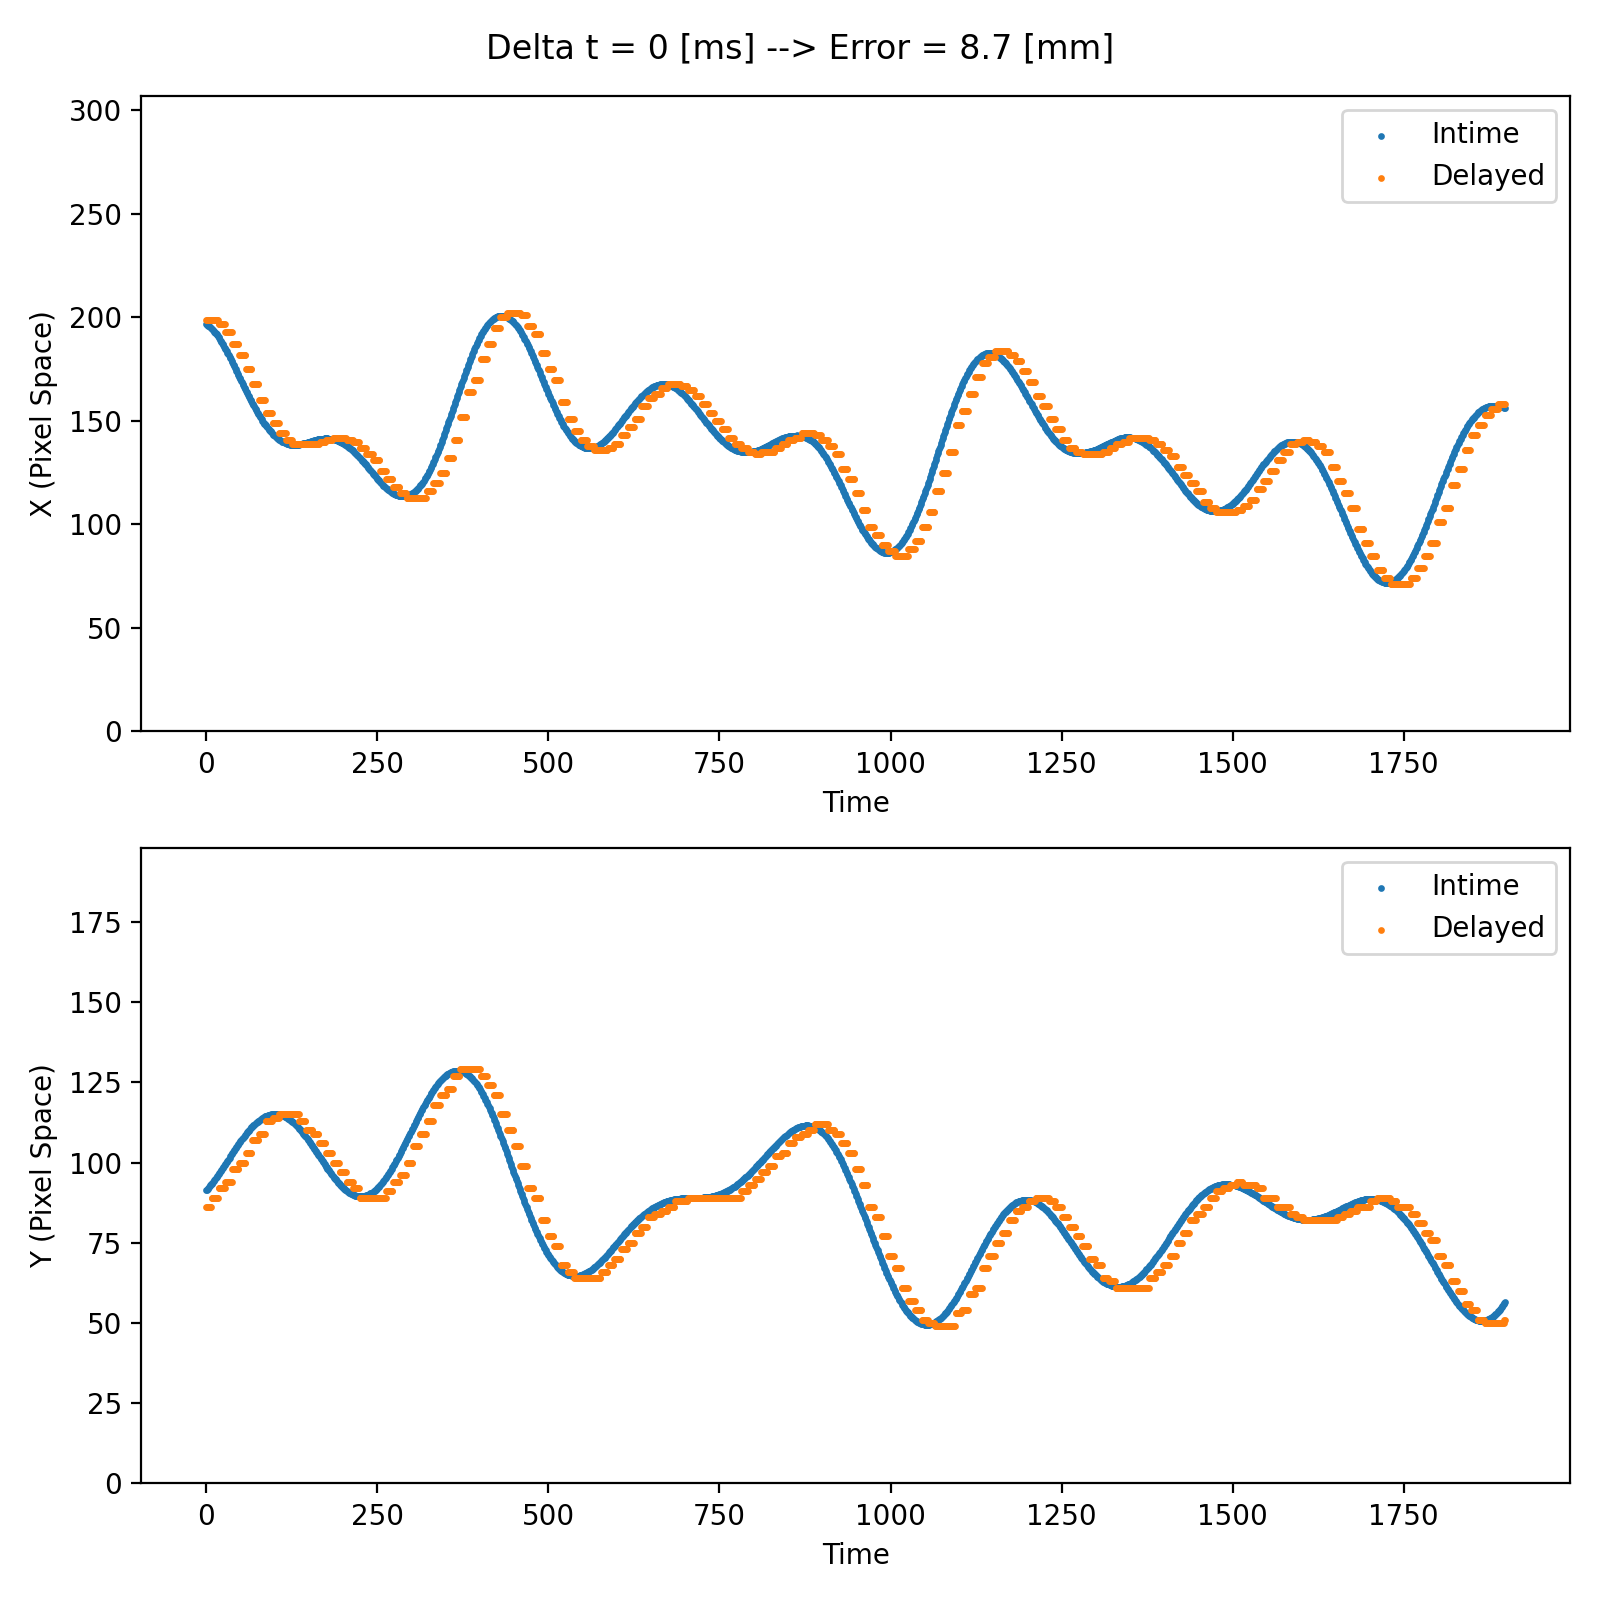 Delta t = 0 [ms] --> Error = 8.7 [mm]
300
250
200
150
100
50
0
X (Pixel Space)
Intime
Delayed
0 250 500 750 1000 1250 1500 1750
Time
175
150
125
100
75
50
25
0
Y (Pixel Space)
Intime
Delayed
0 250 500 750 1000 1250 1500 1750
Time